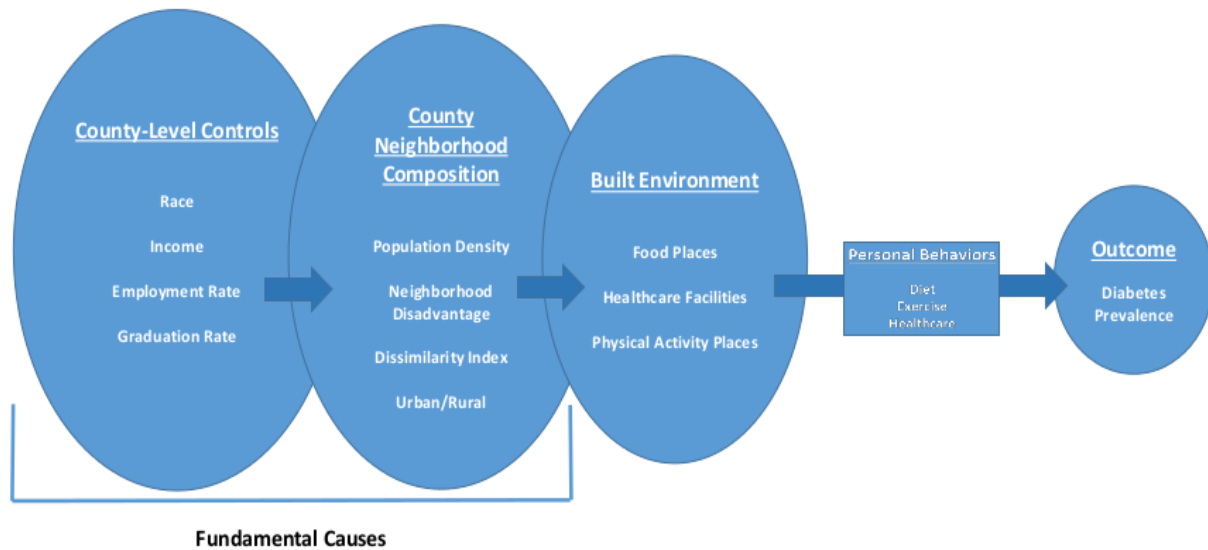 County-Level Controls
Race
Income
Employment Rate
Graduation Rate
County
Neighborhood
Composition
Population Density
Neighborhood
Disadvantage
Dissimilarity Index
Urban/Rural
Built Environment
Food Places
Healthcare Facilities
Physical Activity Places
Personal Behaviors
Diet
Exercise
Healthcare
Outcome
Diabetes
Prevalence
Fundamental Causes